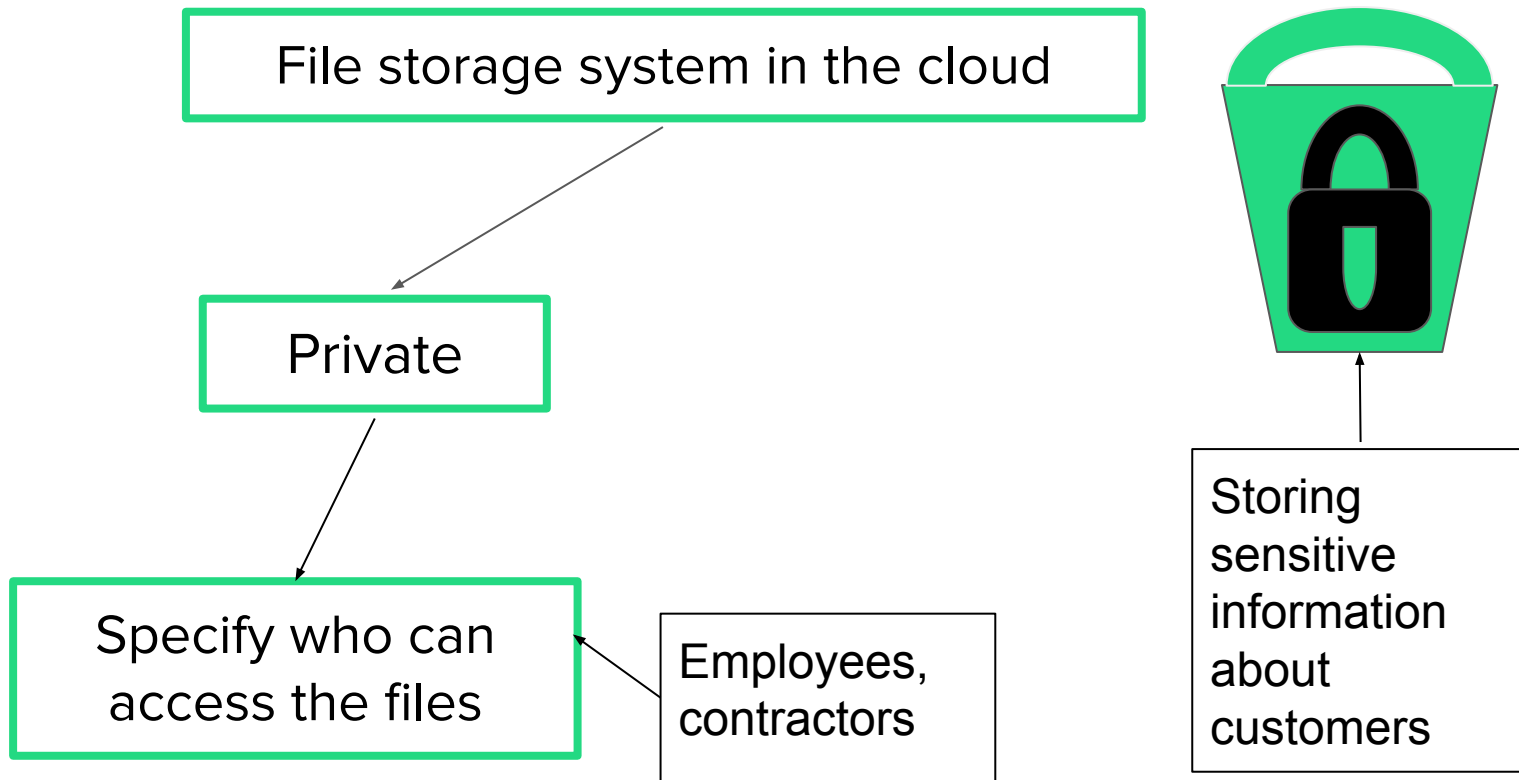 File storage system in the cloud
Private
Specify who can
access the files
Employees,
contractors
Storing
sensitive
information
about
customers